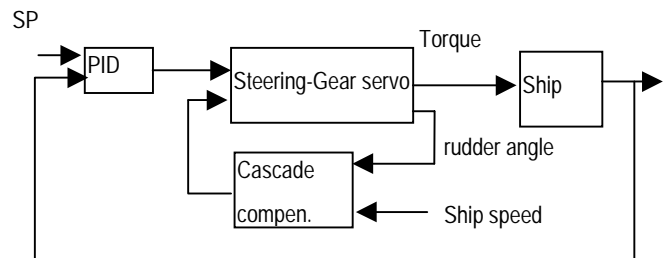 SP
PID
Steering-Gear servo
Torque
Ship
rudder angle
Cascade
compen.
Ship speed